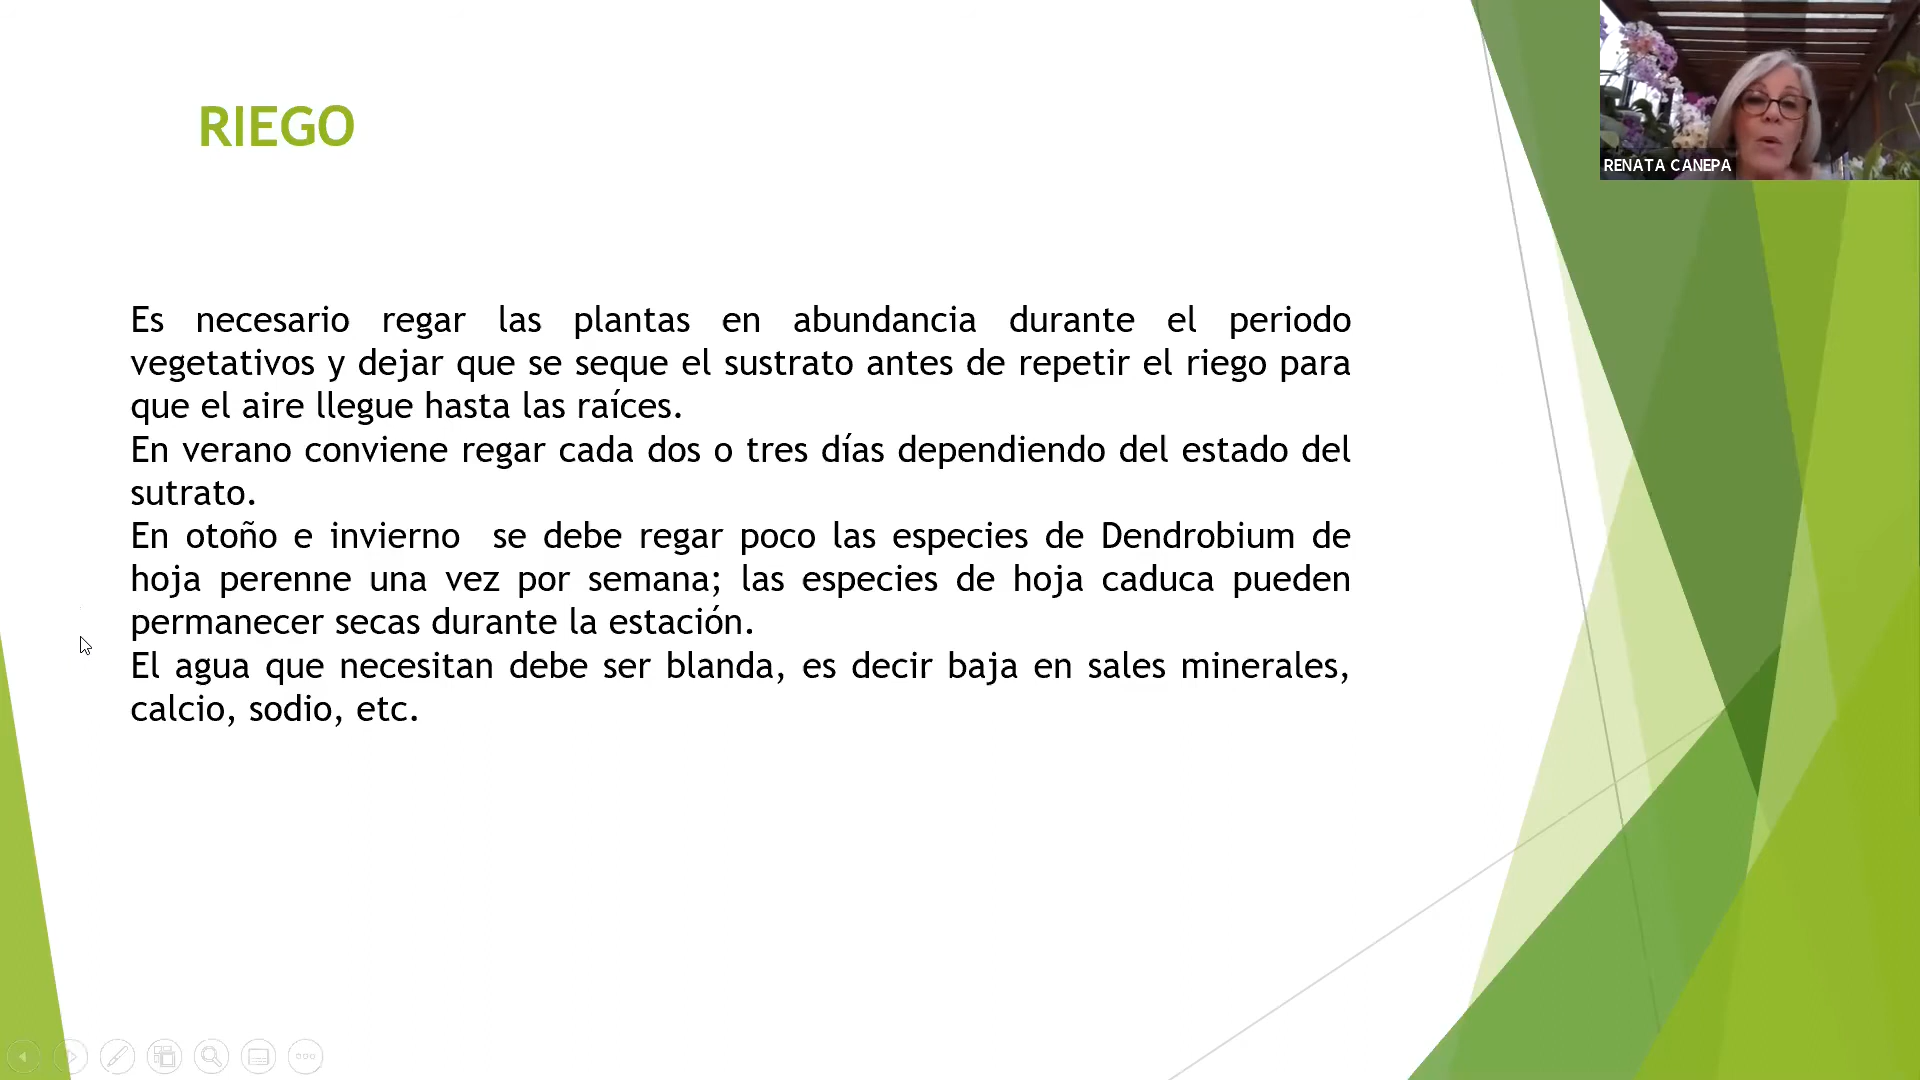 RIEGO
RENATA CANEPA
Es necesario regar las plantas en abundancia durante el periodo
vegetativos y dejar que se seque el sustrato antes de repetir el riego para
que el aire llegue hasta las raíces.
En verano conviene regar cada dos o tres días dependiendo del estado del
sutrato.
En otoño e invierno se debe regar poco las especies de Dendrobium de
hoja perenne una vez por semana; las especies de hoja caduca pueden
permanecer secas durante la estación.
El agua que necesitan debe ser blanda, es decir baja en sales minerales,
calcio, sodio, etc.